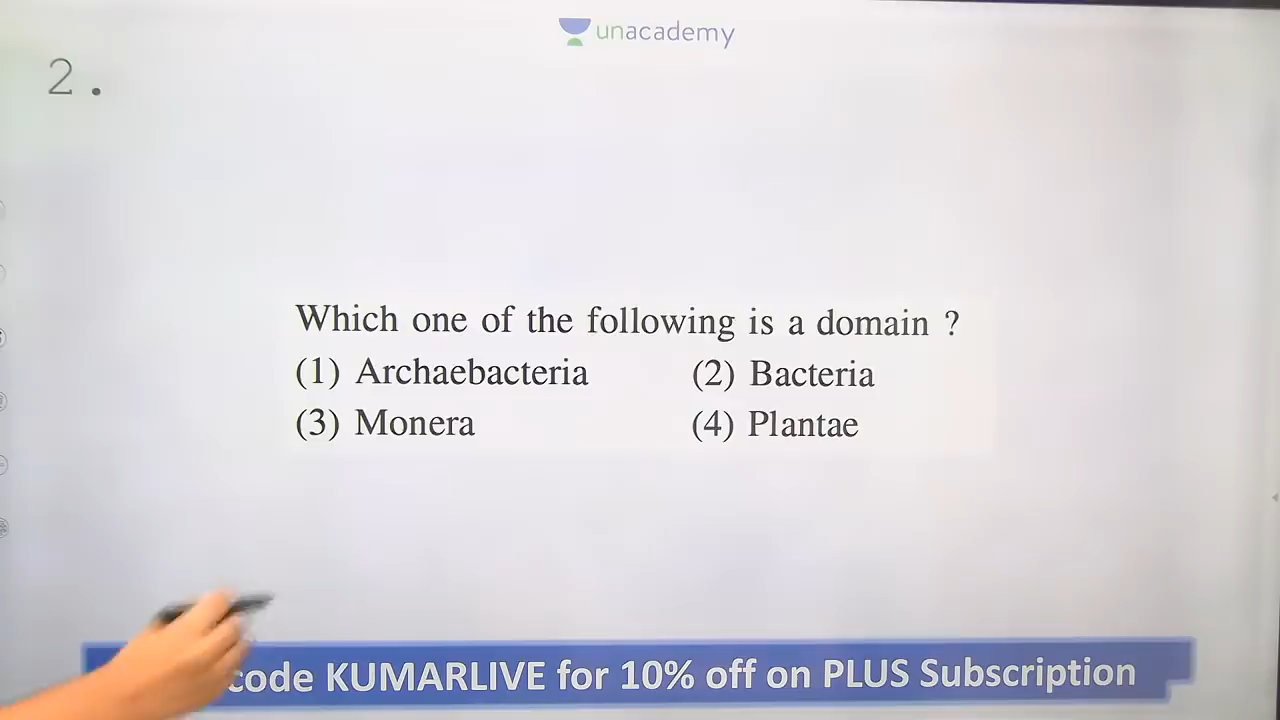 unacademy
2.
Which one of the following is a domain ?
(1) Archaebacteria (2) Bacteria
(3) Monera (4) Plantae
code KUMARLIVE for 10% off on PLUS Subscription